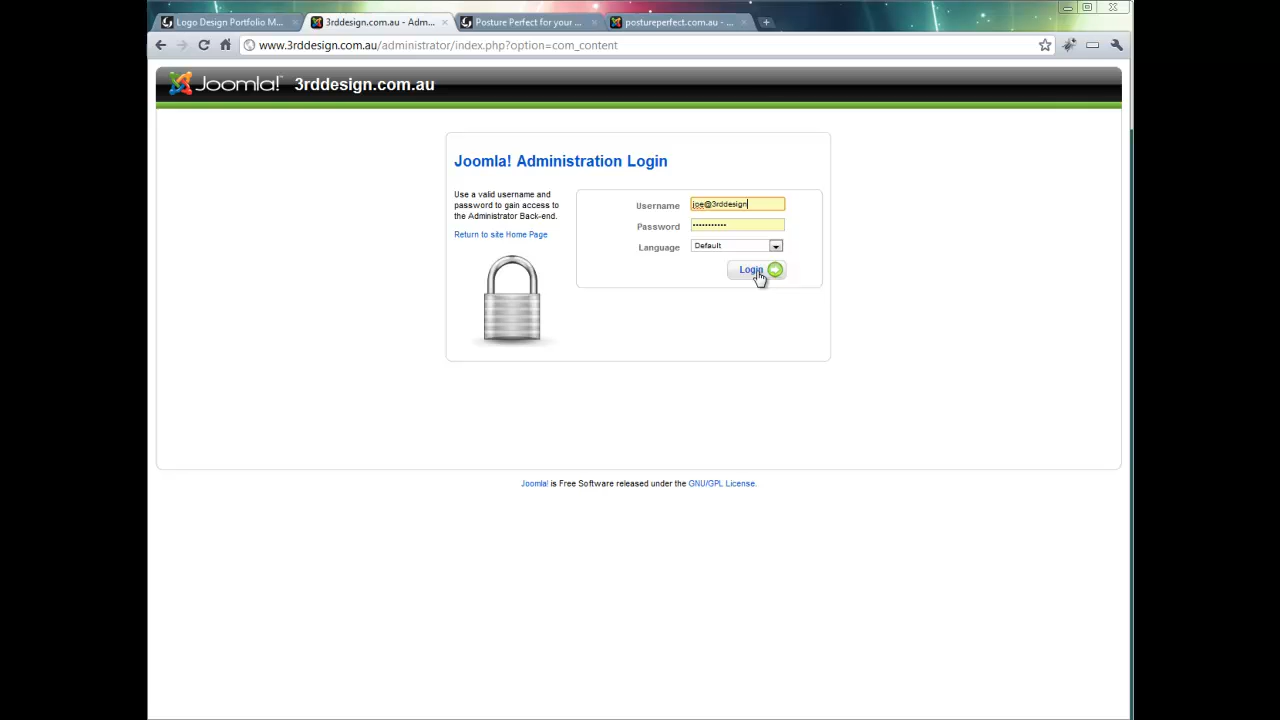 Logo Design Portfolio M...
3rddesign.com.au - Adm...
Posture Perfect for your ...
postureperfect.com.au - ...
www.3rddesign.com.au/administrator/index.php?option=com_content
Joomla! 3rddesign.com.au
Joomla! Administration Login
Use a valid username and
password to gain access to
the Administrator Back-end.
Return to site Home Page
Username joe@3rddesign
Password •••••••••••
Language Default
Login
Joomla! is Free Software released under the GNU/GPL License.